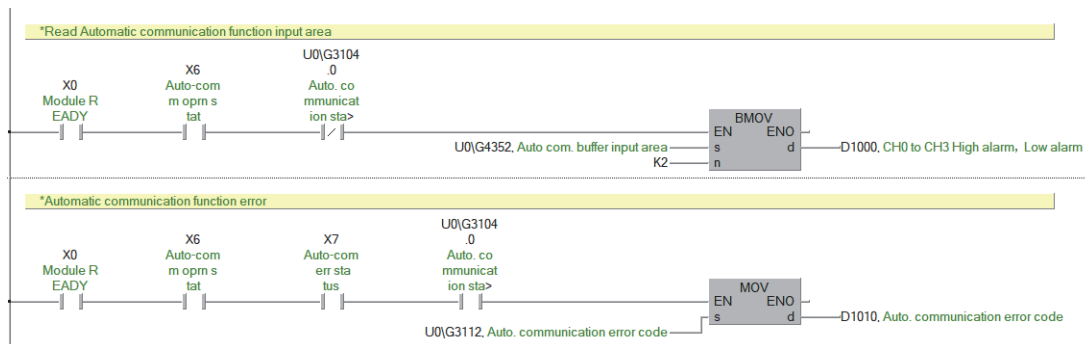 *Read Automatic communication function input area
U0\G3104
X6 .0
X0 Auto-com Auto. co
Module R m oprn s mmunicat
EADY tat ion sta>
BMOV
EN ENO
U0\G4352, Auto com. buffer input area s d D1000, CH0 to CH3 High alarm, Low alarm
K2 n
*Automatic communication function error
U0\G3104
X6 X7 .0
X0 Auto-com Auto-com Auto. co
Module R m oprn s err sta mmunicat
EADY tat tus ion sta>
MOV
EN ENO
s d D1010, Auto. communication error code
U0\G3112, Auto. communication error code